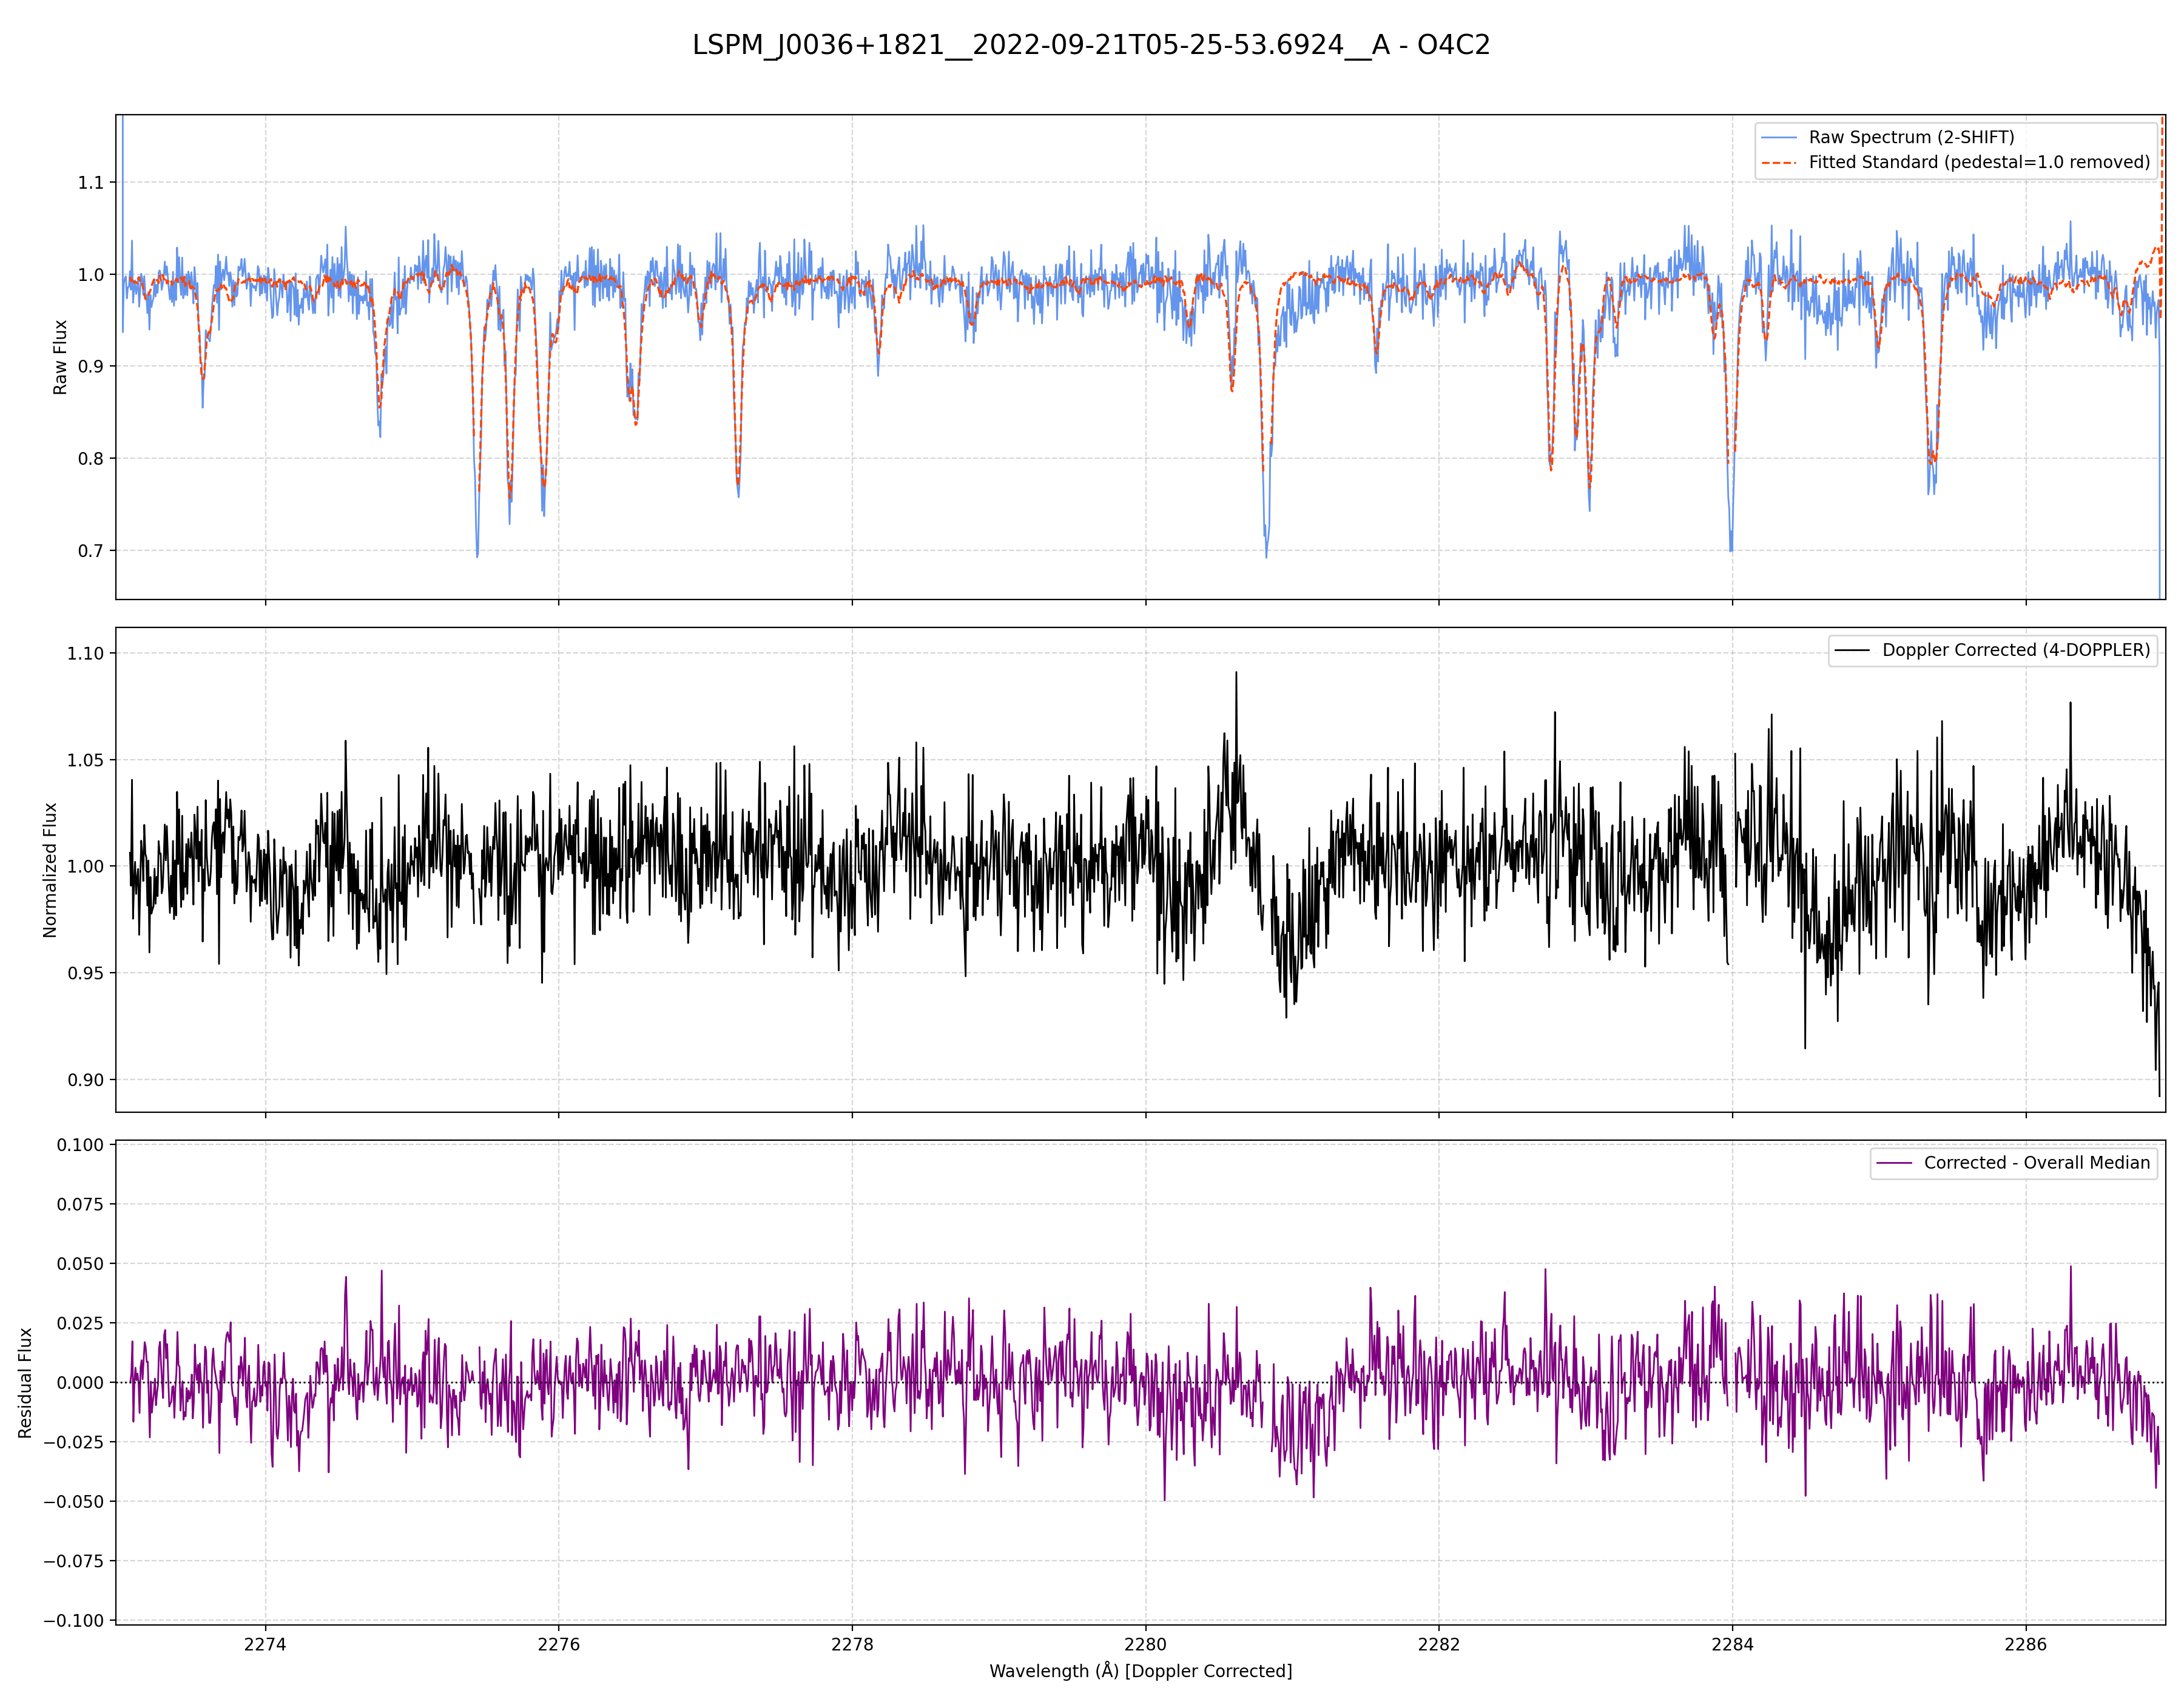 LSPM_J0036+1821__2022-09-21T05-25-53.6924__A - O4C2
Raw Spectrum (2-SHIFT)
Fitted Standard (pedestal=1.0 removed)
1.1
1.0
0.9
0.8
0.7
Raw Flux
Doppler Corrected (4-DOPPLER)
1.10
1.05
1.00
0.95
0.90
Normalized Flux
Corrected - Overall Median
0.100
0.075
0.050
0.025
0.000
−0.025
−0.050
−0.075
−0.100
Residual Flux
2274 2276 2278 2280 2282 2284 2286
Wavelength (Å) [Doppler Corrected]